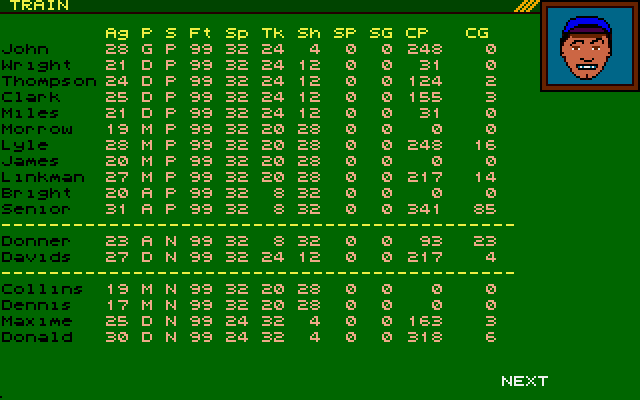 TRAIN
Ag P S Ft Sp Tk Sh SP SG CP CG
John 28 G P 99 32 24 4 0 0 248 0
Wright 21 D P 99 32 24 12 0 0 31 0
Thompson 24 D P 99 32 24 12 0 0 124 2
Clark 25 D P 99 32 24 12 0 0 155 3
Miles 21 D P 99 32 24 12 0 0 31 0
Morrow 19 M P 99 32 20 28 0 0 0 0
Lyle 28 M P 99 32 20 28 0 0 248 16
James 20 M P 99 32 20 28 0 0 0 0
Linkman 27 M P 99 32 20 28 0 0 217 14
Bright 20 A P 99 32 8 32 0 0 0 0
Senior 31 A P 99 32 8 32 0 0 341 85
Donner 23 A N 99 32 8 32 0 0 93 23
Davids 27 D N 99 32 24 12 0 0 217 4
Collins 19 M N 99 32 20 28 0 0 0 0
Dennis 17 M N 99 32 20 28 0 0 0 0
Maxime 25 D N 99 24 32 4 0 0 163 3
Donald 30 D N 99 24 32 4 0 0 318 6
NEXT